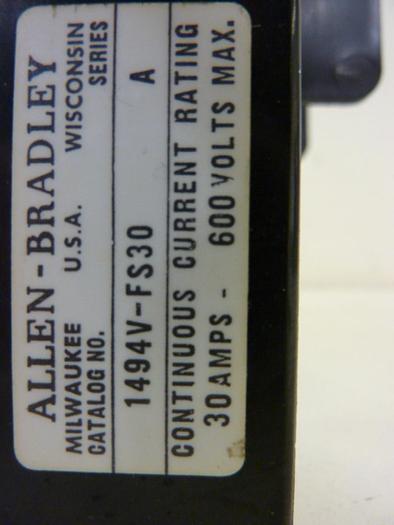 ALLEN-BRADLEY
MILWAUKEE U.S.A. WISCONSIN
CATALOG NO. SERIES
1494V-FS30 A
CONTINUOUS CURRENT RATING
30 AMPS - 600 VOLTS MAX.